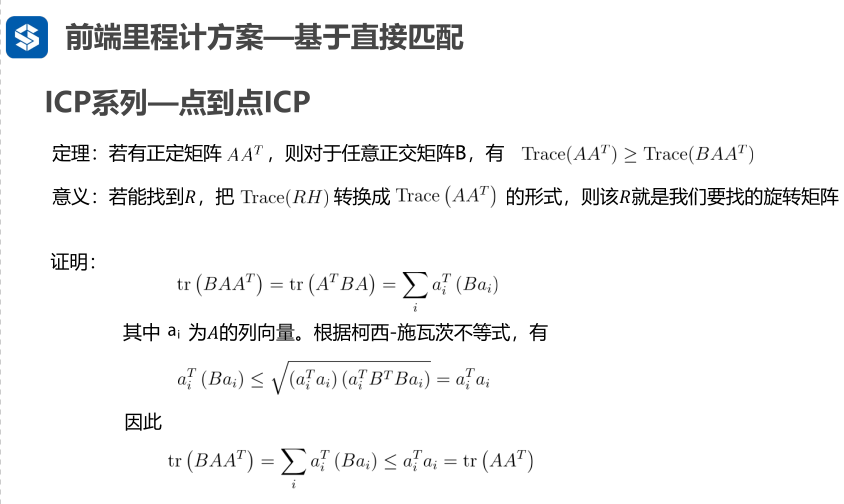 前端里程计方案—基于直接匹配
ICP系列—点到点ICP
定理：若有正定矩阵 $AA^T$ ，则对于任意正交矩阵B，有 $\mathrm{Trace}(AA^T) \geq \mathrm{Trace}(BAA^T)$
意义：若能找到$R$，把 $\mathrm{Trace}(RH)$ 转换成 $\mathrm{Trace}\left(AA^T\right)$ 的形式，则该$R$就是我们要找的旋转矩阵
证明：
$\mathrm{tr}\left(BAA^T\right) = \mathrm{tr}\left(A^TBA\right) = \sum_i a_i^T\left(Ba_i\right)$
其中 $a_i$ 为$A$的列向量。根据柯西-施瓦茨不等式，有
$a_i^T\left(Ba_i\right) \leq \sqrt{\left(a_i^Ta_i\right)\left(a_i^TB^TBa_i\right)} = a_i^Ta_i$
因此
$\mathrm{tr}\left(BAA^T\right) = \sum_i a_i^T\left(Ba_i\right) \leq a_i^Ta_i = \mathrm{tr}\left(AA^T\right)$